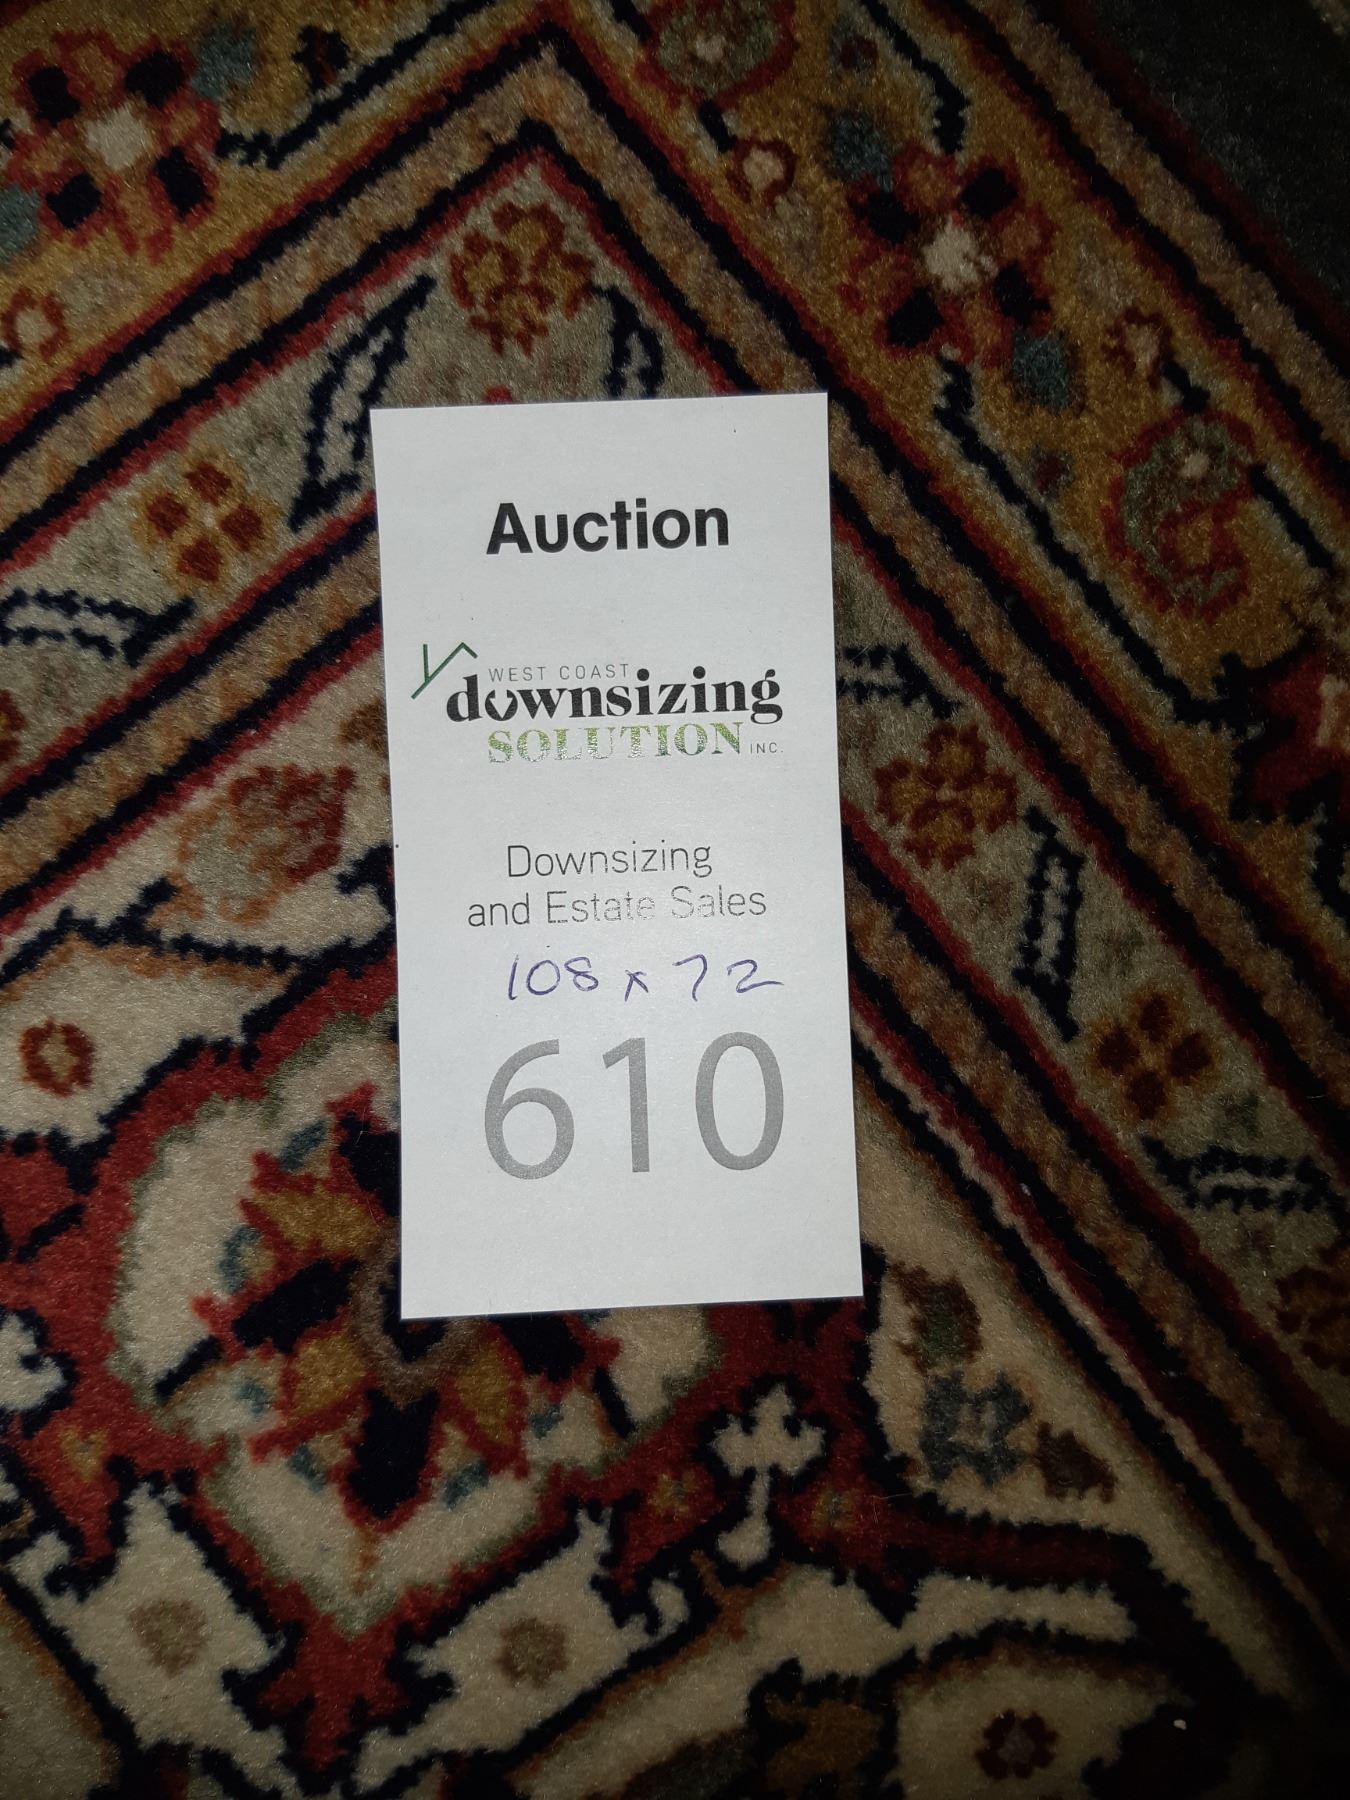 Auction
WEST COAST
downsizing
SOLUTION INC.
Downsizing
and Estate Sales
108 x 72
610